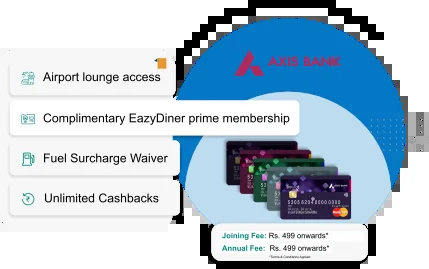 AXIS BANK
Airport lounge access
Complimentary EazyDiner prime membership
Fuel Surcharge Waiver
Unlimited Cashbacks
Joining Fee: Rs. 499 onwards*
Annual Fee: Rs. 499 onwards*
*Terms & Conditions Applied